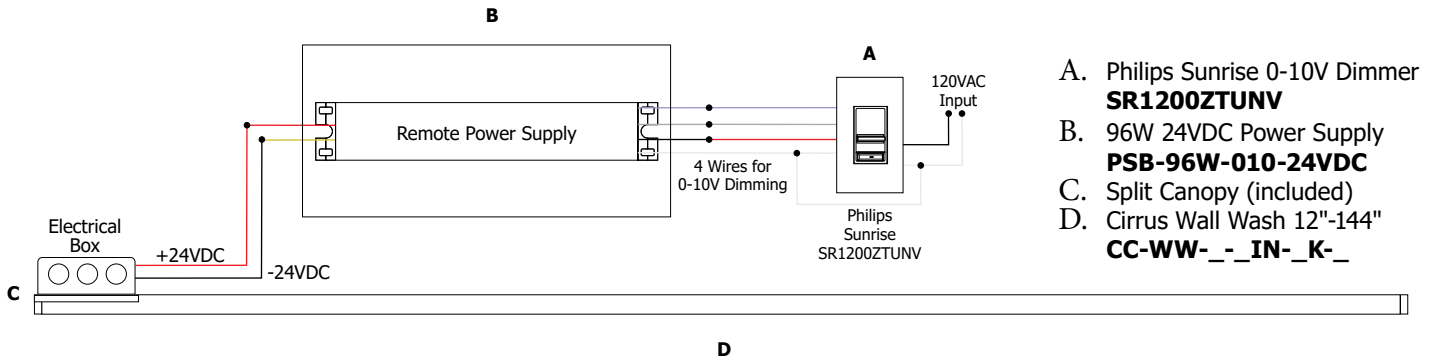 B
A
120VAC
Input
Remote Power Supply
4 Wires for
0-10V Dimming
Philips
Sunrise
SR1200ZTUNV
Electrical
Box
+24VDC
-24VDC
C
D
A. Philips Sunrise 0-10V Dimmer
SR1200ZTUNV
B. 96W 24VDC Power Supply
PSB-96W-010-24VDC
C. Split Canopy (included)
D. Cirrus Wall Wash 12"-144"
CC-WW-_-_IN-_K-_